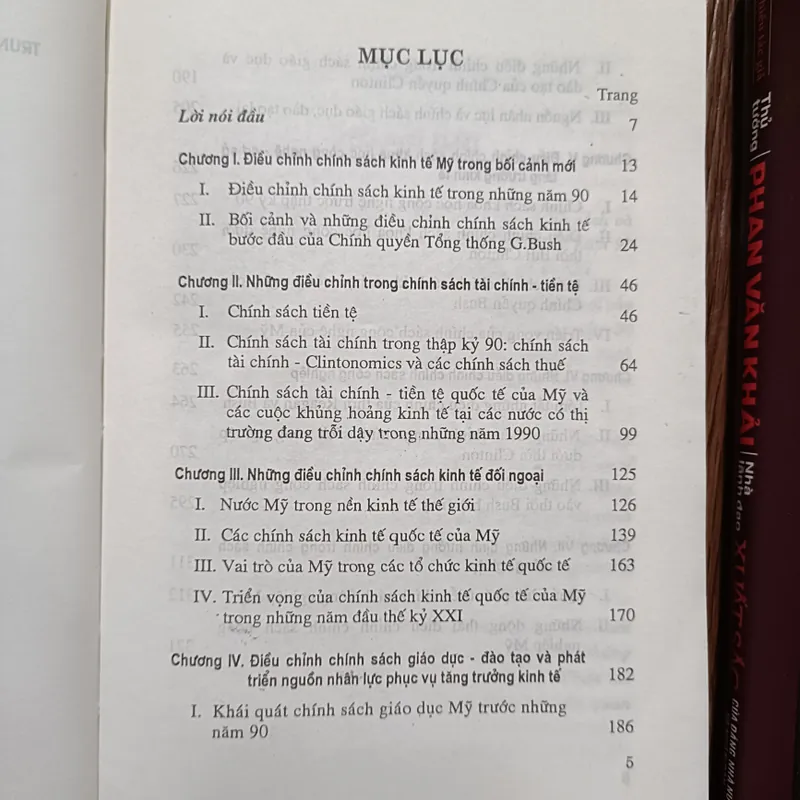 MỤC LỤC
Trang
Lời nói đầu 7
Chương I. Điều chỉnh chính sách kinh tế Mỹ trong bối cảnh mới 13
I. Điều chỉnh chính sách kinh tế trong những năm 90 14
II. Bối cảnh và những điều chỉnh chính sách kinh tế
bước đầu của Chính quyền Tổng thống G.Bush 24
Chương II. Những điều chỉnh trong chính sách tài chính - tiền tệ 46
I. Chính sách tiền tệ 46
II. Chính sách tài chính trong thập kỷ 90: chính sách
tài chính - Clintonomics và các chính sách thuế 64
III. Chính sách tài chính - tiền tệ quốc tế của Mỹ và
các cuộc khủng hoảng kinh tế tại các nước có thị
trường đang trỗi dậy trong những năm 1990 99
Chương III. Những điều chỉnh chính sách kinh tế đối ngoại 125
I. Nước Mỹ trong nền kinh tế thế giới 126
II. Các chính sách kinh tế quốc tế của Mỹ 139
III. Vai trò của Mỹ trong các tổ chức kinh tế quốc tế 163
IV. Triển vọng của chính sách kinh tế quốc tế của Mỹ
trong những năm đầu thế kỷ XXI 170
Chương IV. Điều chỉnh chính sách giáo dục - đào tạo và phát
triển nguồn nhân lực phục vụ tăng trưởng kinh tế 182
I. Khái quát chính sách giáo dục Mỹ trước những
năm 90 186
5
Thủ
tướng
PHAN VĂN KHẢI
Nhà
lãnh đạo
XUẤT SẮC
CỦA ĐẢNG, NHÀ